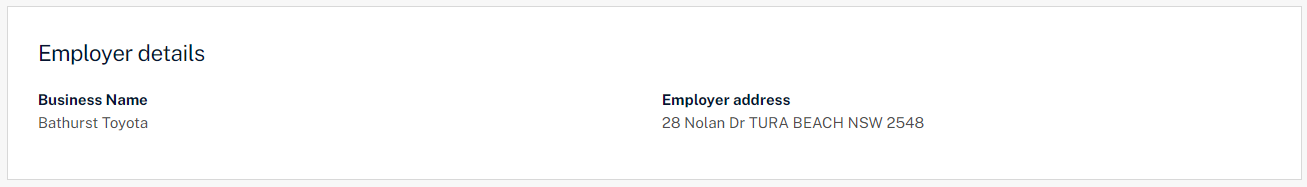 Employer details
Business Name
Bathurst Toyota
Employer address
28 Nolan Dr TURA BEACH NSW 2548